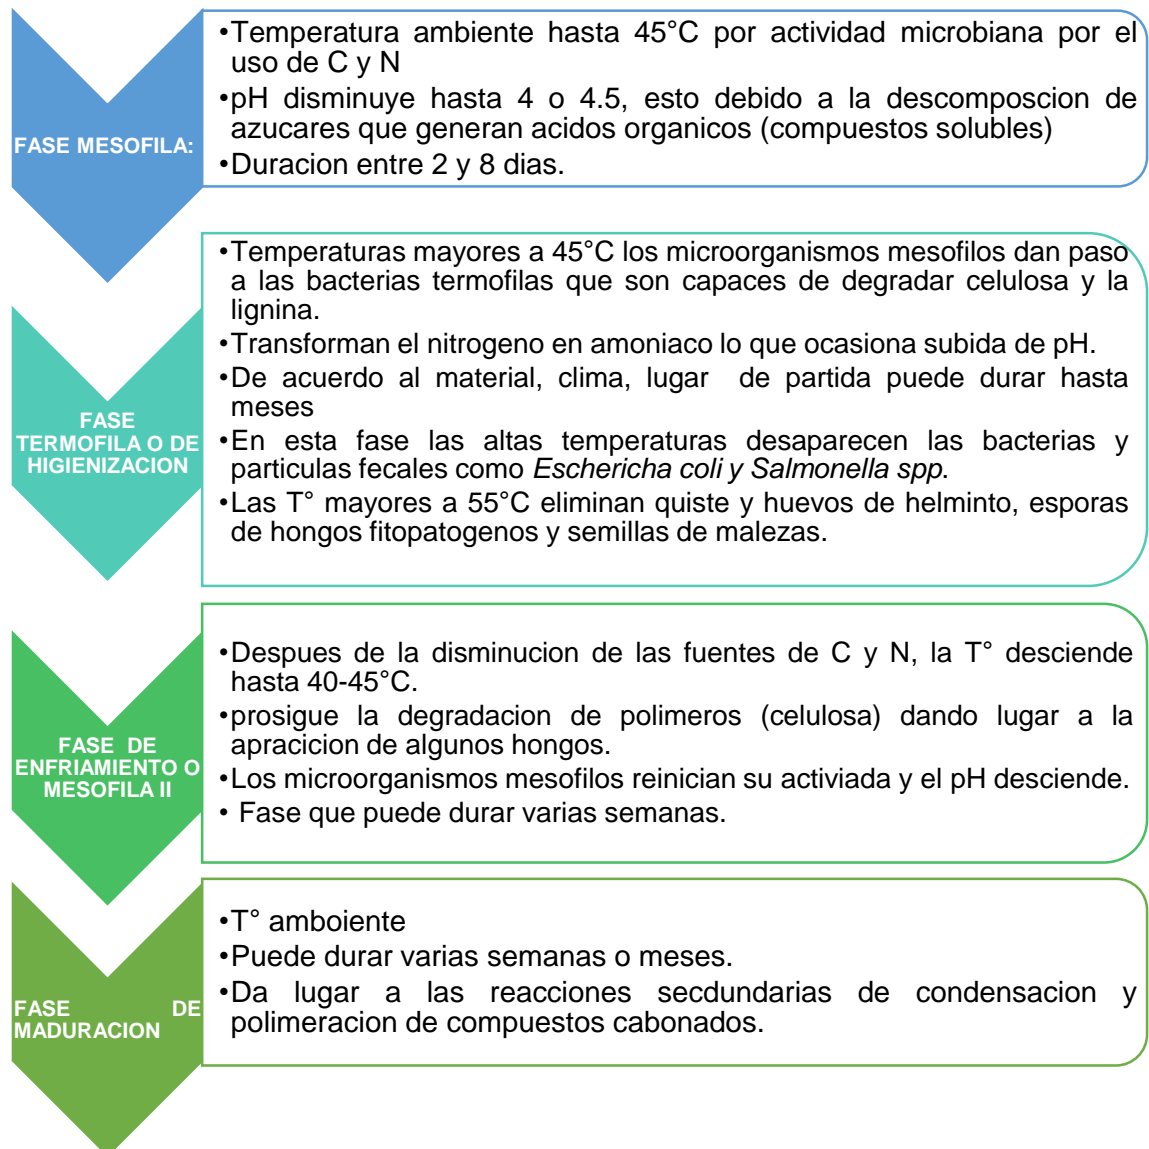 FASE MESOFILA:
•Temperatura ambiente hasta 45°C por actividad microbiana por el
uso de C y N
•pH disminuye hasta 4 o 4.5, esto debido a la descomposcion de
azucares que generan acidos organicos (compuestos solubles)
•Duracion entre 2 y 8 dias.
FASE
TERMOFILA O DE
HIGIENIZACION
•Temperaturas mayores a 45°C los microorganismos mesofilos dan paso
a las bacterias termofilas que son capaces de degradar celulosa y la
lignina.
•Transforman el nitrogeno en amoniaco lo que ocasiona subida de pH.
•De acuerdo al material, clima, lugar de partida puede durar hasta
meses
•En esta fase las altas temperaturas desaparecen las bacterias y
particulas fecales como Eschericha coli y Salmonella spp.
•Las T° mayores a 55°C eliminan quiste y huevos de helminto, esporas
de hongos fitopatogenos y semillas de malezas.
FASE DE
ENFRIAMIENTO O
MESOFILA II
•Despues de la disminucion de las fuentes de C y N, la T° desciende
hasta 40-45°C.
•prosigue la degradacion de polimeros (celulosa) dando lugar a la
apracicion de algunos hongos.
•Los microorganismos mesofilos reinician su activiada y el pH desciende.
• Fase que puede durar varias semanas.
FASE DE
MADURACION
•T° amboiente
•Puede durar varias semanas o meses.
•Da lugar a las reacciones secdundarias de condensacion y
polimeracion de compuestos cabonados.